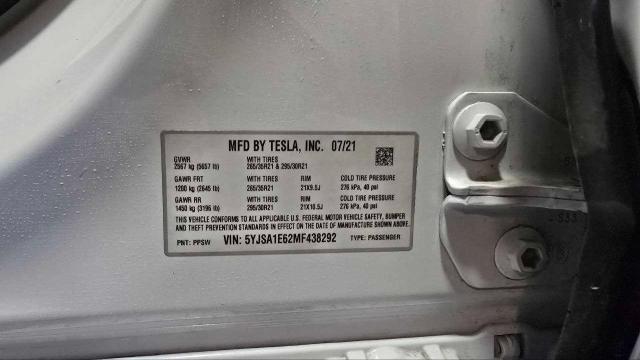 MFD BY TESLA, INC. 07/21
GVWR WITH TIRES
2567 kg (5657 lb) 265/35R21 & 295/30R21
GAWR FRT WITH TIRES RIM COLD TIRE PRESSURE
1200 kg (2645 lb) 265/35R21 21X9.5J 276 kPa, 40 psi
GAWR RR WITH TIRES RIM COLD TIRE PRESSURE
1450 kg (3196 lb) 295/30R21 21X10.5J 276 kPa, 40 psi
THIS VEHICLE CONFORMS TO ALL APPLICABLE U.S. FEDERAL MOTOR VEHICLE SAFETY, BUMPER
AND THEFT PREVENTION STANDARDS IN EFFECT ON THE DATE OF MANUFACTURE SHOWN ABOVE.
PNT: PPSW VIN: 5YJSA1E62MF438292 TYPE: PASSENGER